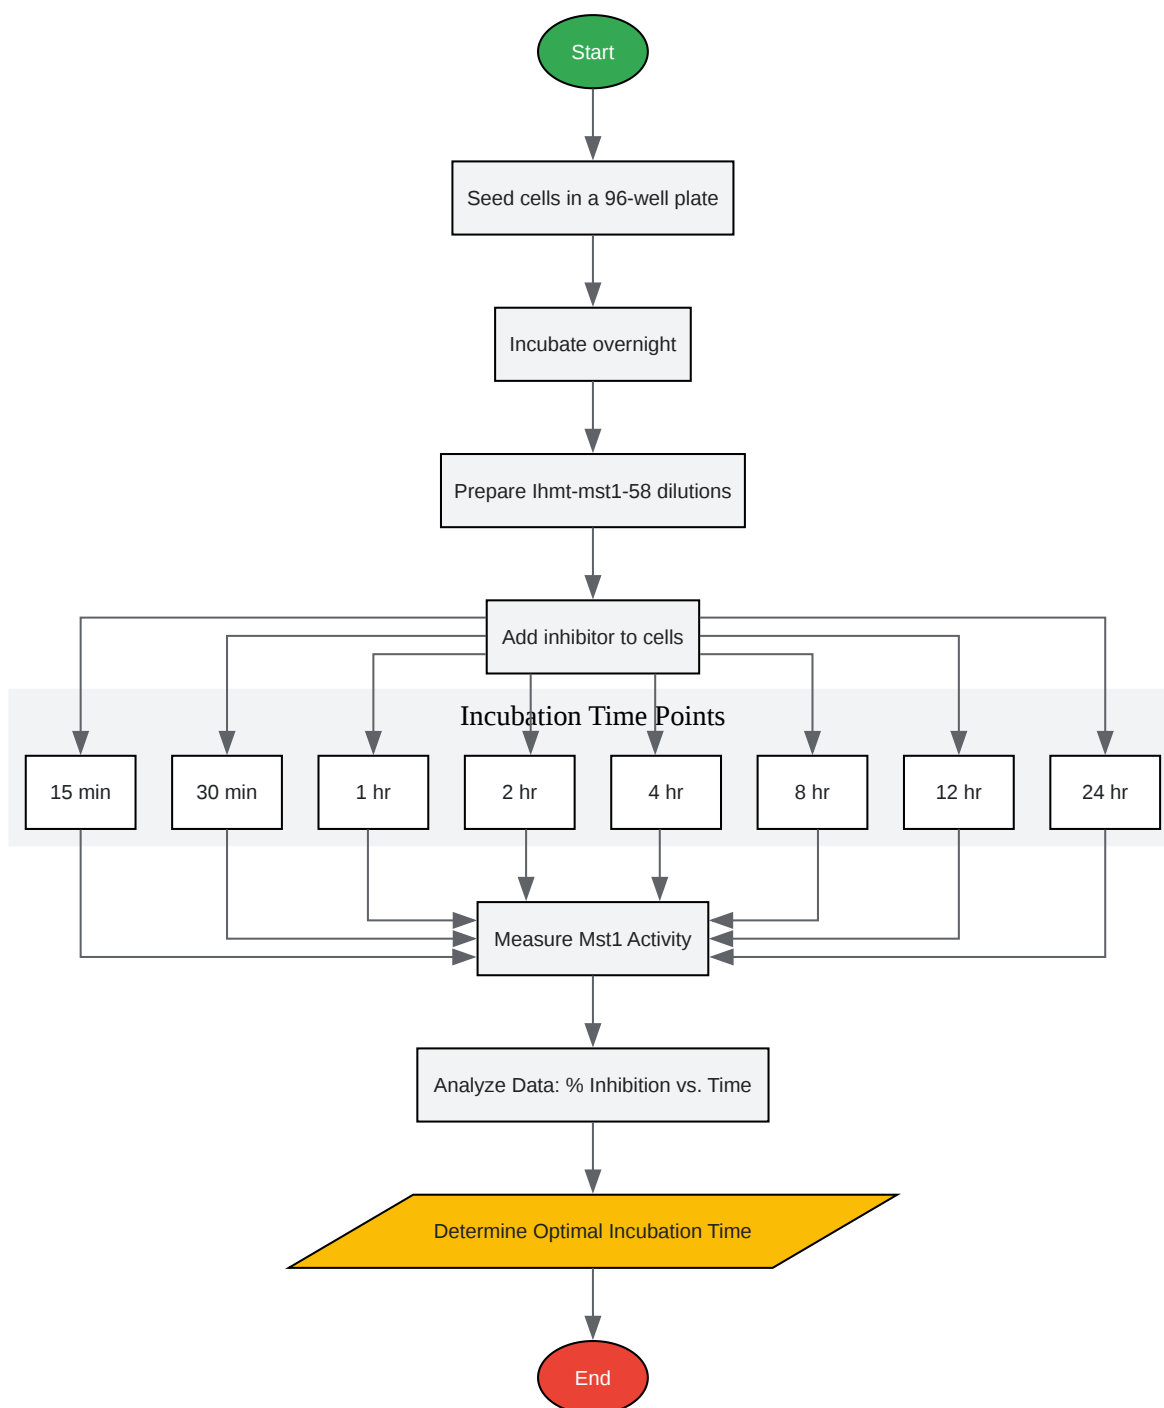 Start
Seed cells in a 96-well plate
Incubate overnight
Prepare Ihmt-mst1-58 dilutions
Add inhibitor to cells
Incubation Time Points
15 min
30 min
1 hr
2 hr
4 hr
8 hr
12 hr
24 hr
Measure Mst1 Activity
Analyze Data: % Inhibition vs. Time
Determine Optimal Incubation Time
End